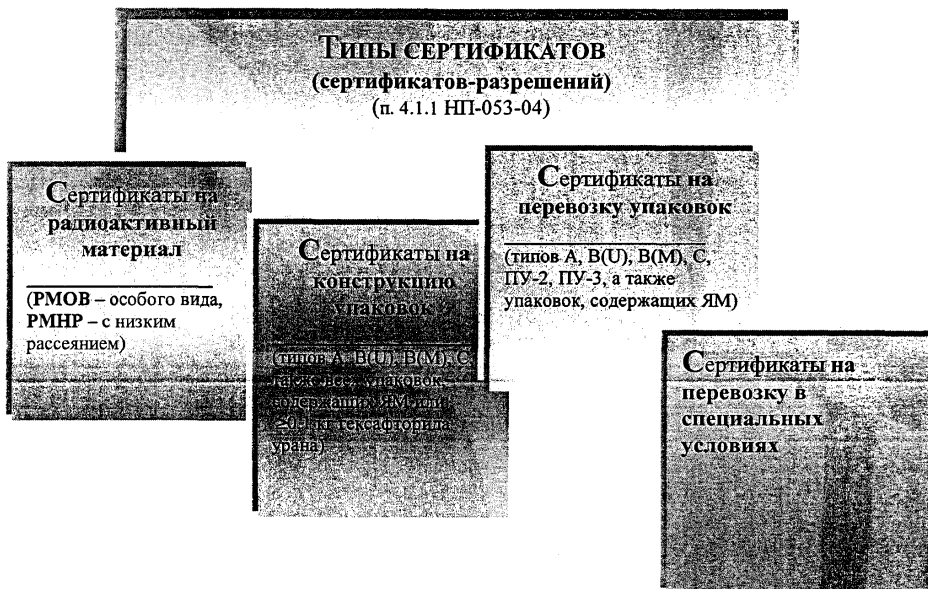 ТИПЫ СЕРТИФИКАТОВ
(сертификатов-разрешений)
(п. 4.1.1 НП-053-04)
Сертификаты на
радиоактивный
материал
(РМОВ – особого вида,
РМНР – с низким
рассеянием)
Сертификаты на
конструкцию
упаковок
(типов А, В(U), В(М), С,
также всех упаковок
содержащих ЯМ или
≥0,1 кг гексафторида
урана)
Сертификаты на
перевозку упаковок
(типов А, В(U), В(М), С,
ПУ-2, ПУ-3, а также
упаковок, содержащих ЯМ)
Сертификаты на
перевозку в
специальных
условиях